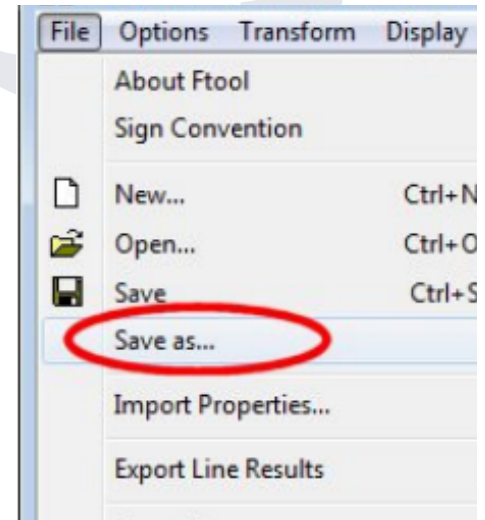 File Options Transform Display
About Ftool
Sign Convention
New... Ctrl+N
Open... Ctrl+O
Save Ctrl+S
Save as...
Import Properties...
Export Line Results